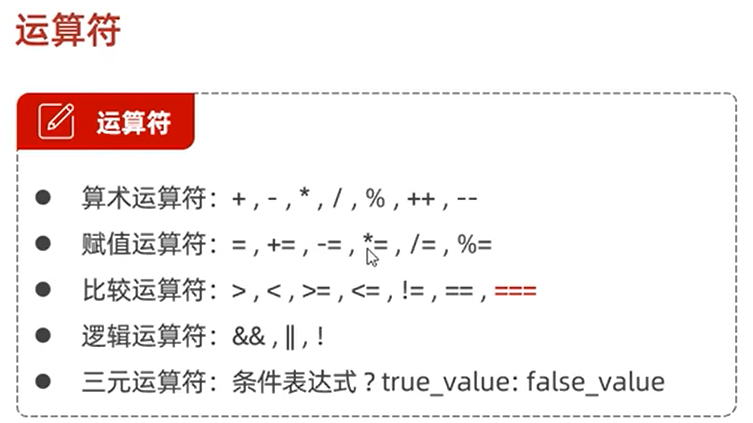 运算符
运算符
算术运算符：+ , - , * , / , % , ++ , --
赋值运算符：= , += , -= , *= , /= , %=
比较运算符：> , < , >= , <= , != , == , ===
逻辑运算符：&& , || , !
三元运算符：条件表达式 ? true_value: false_value